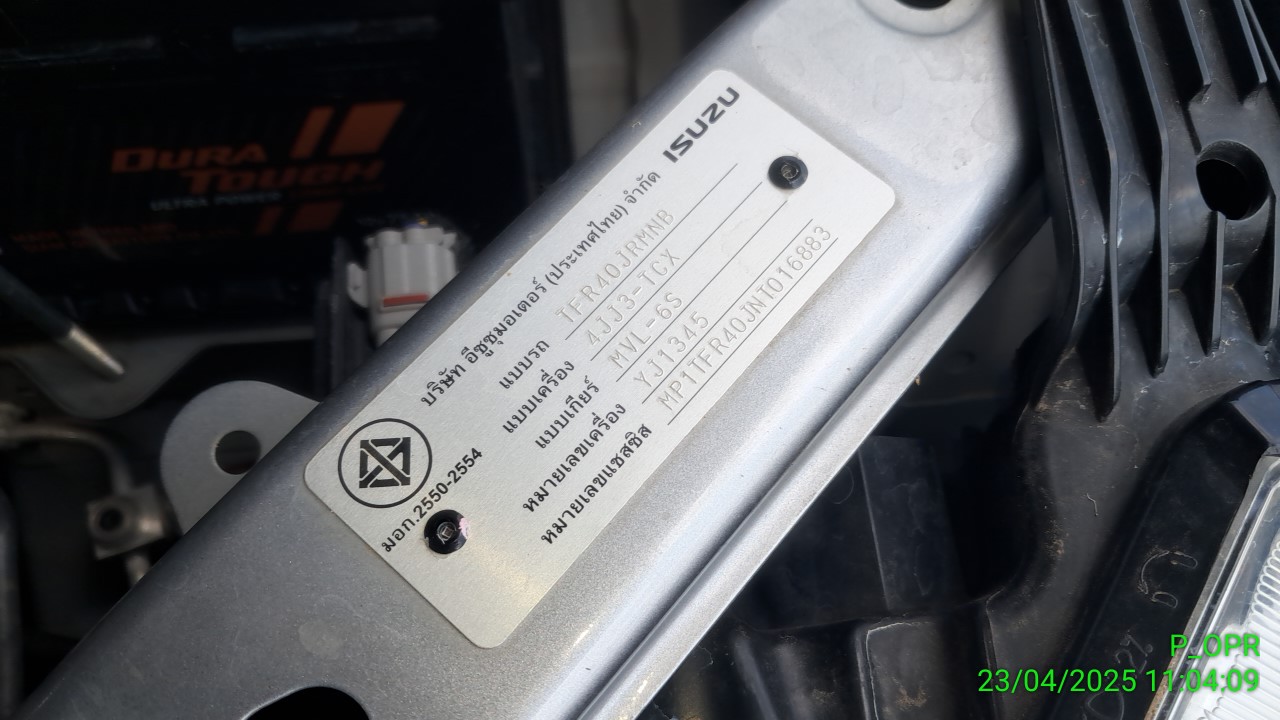 DURA
TOUGH
ULTRA POWER
ISUZU
บริษัท อีซูซุมอเตอร์ (ประเทศไทย) จำกัด
แบบรถ TFR40JRMNB
แบบเครื่อง 4JJ3-TCX
แบบเกียร์ MVL-6S
หมายเลขเครื่อง YJ1345
หมายเลขแชสซิส MP1TFR40JNT016883
มอก.2550-2554
P_OPR
23/04/2025 11:04:09